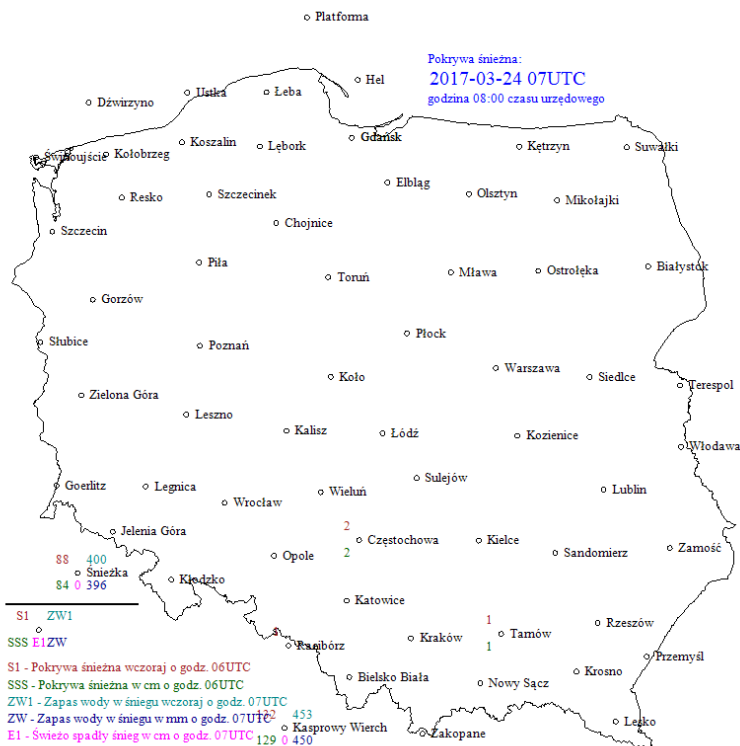 Platforma
Pokrywa śnieżna:
2017-03-24 07UTC
godzina 08:00 czasu urzędowego
Hel
Ustka
Łeba
Dźwirzyno
Gdańsk
Koszalin
Lębork
Kętrzyn
Suwałki
Świnoujście
Kołobrzeg
Elbląg
Resko
Szczecinek
Olsztyn
Mikołajki
Chojnice
Szczecin
Piła
Toruń
Mława
Ostrołęka
Białystok
Gorzów
Płock
Słubice
Poznań
Koło
Warszawa
Siedlce
Terespol
Zielona Góra
Leszno
Kalisz
Łódź
Kozienice
Włodawa
Sulejów
Goerlitz
Legnica
Wieluń
Lublin
Wrocław
2
Jelenia Góra
Częstochowa
Kielce
2
Sandomierz
Zamość
88 400
Opole
Śnieżka
Kłodzko
84 0 396
Katowice
S1 ZW1
1
Rzeszów
Kraków
Tarnów
SSS E1ZW
Racibórz
1
Przemyśl
S1 - Pokrywa śnieżna wczoraj o godz. 06UTC
Krosno
Bielsko Biała
SSS - Pokrywa śnieżna w cm o godz. 06UTC
Nowy Sącz
ZW1 - Zapas wody w śniegu wczoraj o godz. 07UTC
ZW - Zapas wody w śniegu w mm o godz. 07UTC
132 453
Lesko
Kasprowy Wierch
Zakopane
E1 - Świeżo spadły śnieg w cm o godz. 07UTC
129 0 450